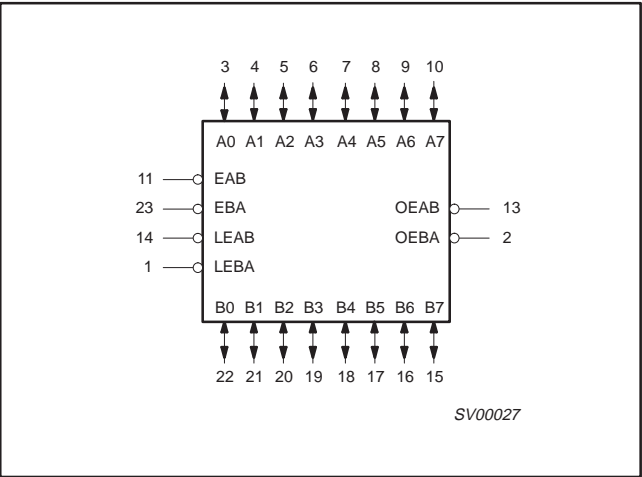 3 4 5 6 7 8 9 10
A0 A1 A2 A3 A4 A5 A6 A7
11 EAB
23 EBA OEAB 13
14 LEAB OEBA 2
1 LEBA
B0 B1 B2 B3 B4 B5 B6 B7
22 21 20 19 18 17 16 15
SV00027